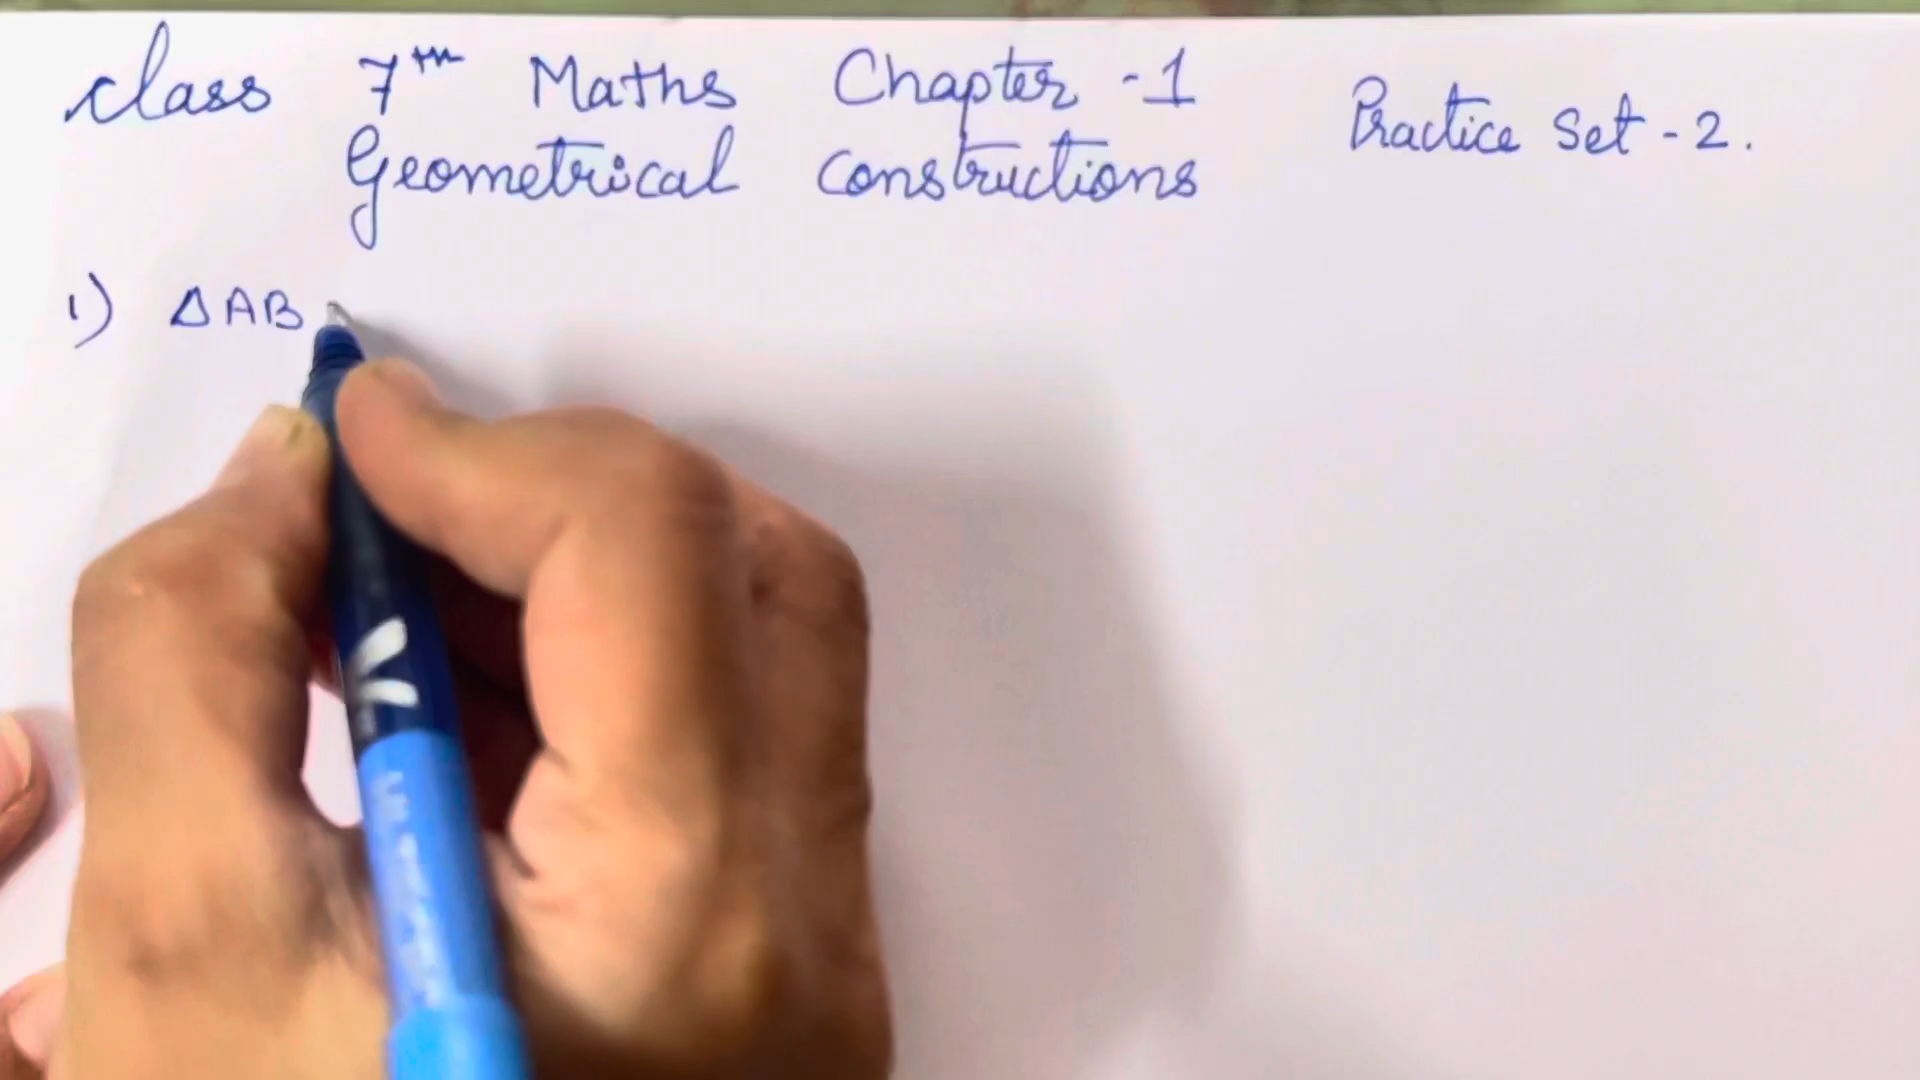 class 7th Maths Chapter -1
Geometrical constructions
Practice Set - 2.
1) ΔAB